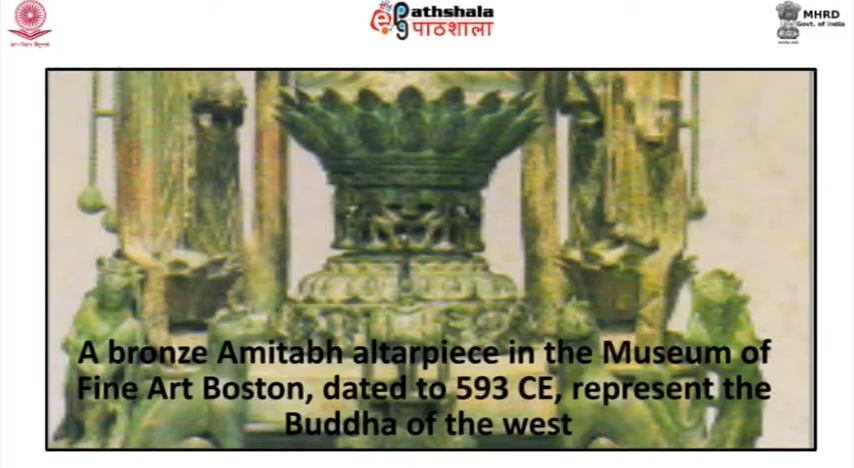 epathshala
पाठशाला
MHRD
Govt. of India
A bronze Amitabh altarpiece in the Museum of
Fine Art Boston, dated to 593 CE, represent the
Buddha of the west